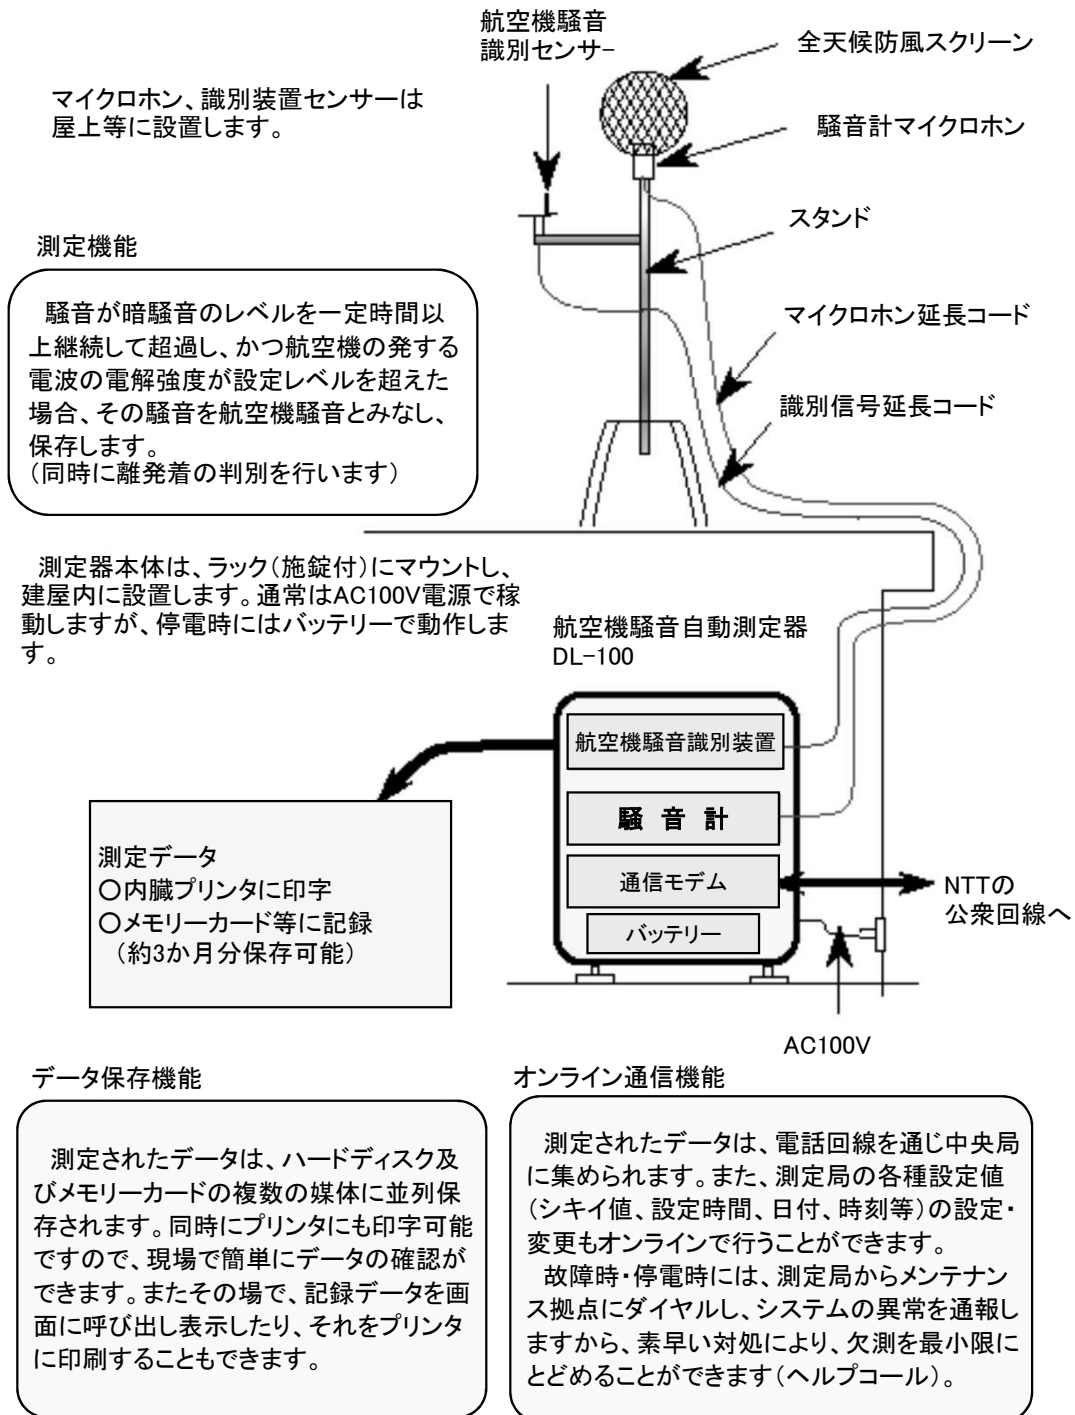 航空機騒音
識別センサー
全天候防風スクリーン
マイクロホン、識別装置センサーは
屋上等に設置します。
騒音計マイクロホン
スタンド
測定機能
騒音が暗騒音のレベルを一定時間以
上継続して超過し、かつ航空機の発する
電波の電解強度が設定レベルを超えた
場合、その騒音を航空機騒音とみなし、
保存します。
（同時に離発着の判別を行います）
マイクロホン延長コード
識別信号延長コード
測定器本体は、ラック（施錠付）にマウントし、
建屋内に設置します。通常はAC100V電源で稼
動しますが、停電時にはバッテリーで動作しま
す。
航空機騒音自動測定器
DL-100
航空機騒音識別装置
騒 音 計
通信モデム
バッテリー
測定データ
○内臓プリンタに印字
○メモリーカード等に記録
（約3か月分保存可能）
NTTの
公衆回線へ
AC100V
データ保存機能
測定されたデータは、ハードディスク及
びメモリーカードの複数の媒体に並列保
存されます。同時にプリンタにも印字可能
ですので、現場で簡単にデータの確認が
できます。またその場で、記録データを画
面に呼び出し表示したり、それをプリンタ
に印刷することもできます。
オンライン通信機能
測定されたデータは、電話回線を通じ中央局
に集められます。また、測定局の各種設定値
（シキイ値、設定時間、日付、時刻等）の設定・
変更もオンラインで行うことができます。
故障時・停電時には、測定局からメンテナン
ス拠点にダイヤルし、システムの異常を通報し
ますから、素早い対処により、欠測を最小限に
とどめることができます（ヘルプコール）。